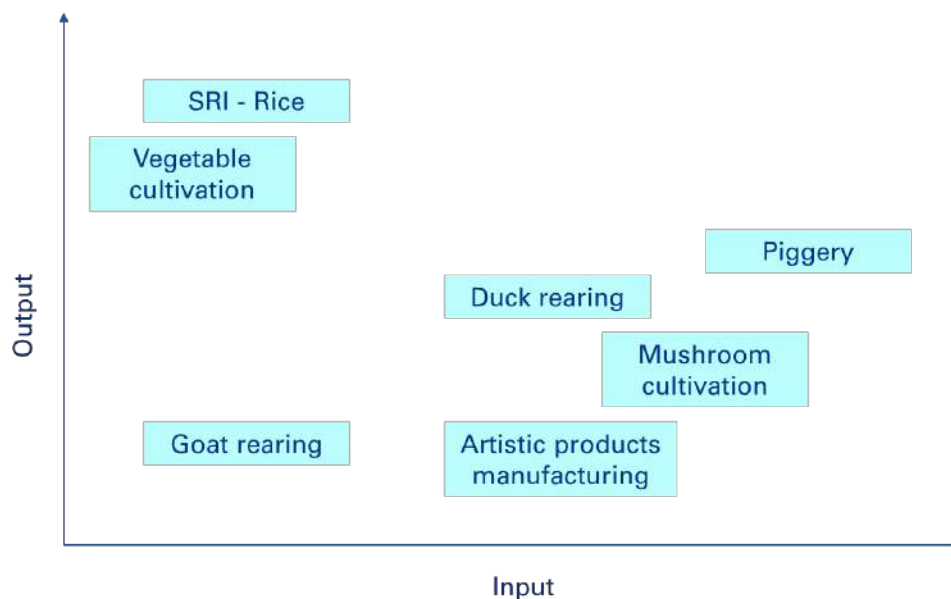 SRI - Rice
Vegetable
cultivation
Piggery
Duck rearing
Mushroom
cultivation
Goat rearing
Artistic products
manufacturing
Output
Input